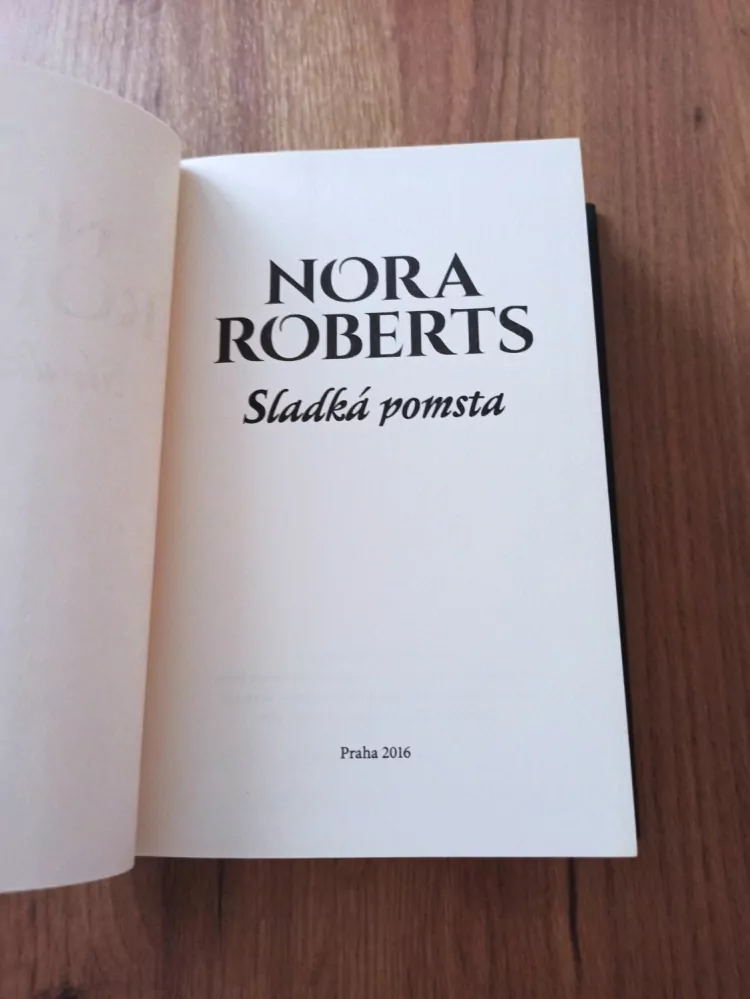 NORA
ROBERTS
Sladká pomsta
Praha 2016